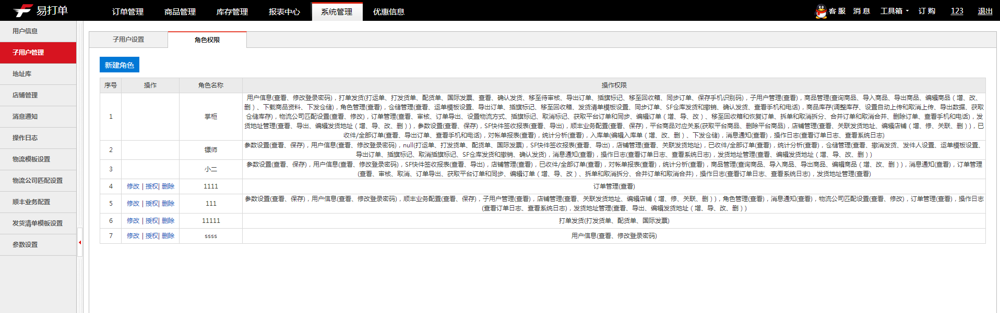 易打单
订单管理 商品管理 库存管理 报表中心 系统管理 优惠信息
客 服 消 息 工具箱 订 购 123 退出
用户信息
子用户管理
地址库
店铺管理
消息通知
操作日志
物流模板设置
物流公司匹配设置
顺丰业务配置
发货清单模板设置
参数设置
子用户设置 角色权限
新建角色
序号 操作 角色名称 操作权限
1 掌柜
用户信息(查看、修改登录密码)，打单发货(打运单、打发货单、配货单、国际发票、查看、确认发货、移至待审核、导出订单、插旗标记、移至回收箱、同步订单、保存手机识别码)，子用户管理(查看)，商品管理(查询商品、导入商品、导出商品、编辑商品（增、改、
删）、下载商品资料、下发仓储)，角色管理(查看)，仓储管理(查看、运单模板设置、导出订单、插旗标记、移至回收箱、发货清单模板设置、同步订单、SF仓库发货和撤销、确认发货、查看手机和电话)，商品库存(调整库存、设置自动上传和取消上传、导出数据、获取
仓储库存)，物流公司匹配设置(查看、修改)，订单管理(查看、审核、订单导出、设置物流方式、插旗标记、取消标记、获取平台订单和同步、编辑订单（增、导、改）、移至回收箱和恢复订单、拆单和取消拆分、合并订单和取消合并、删除订单、查看手机和电话)，发
货地址管理(查看、导出、编辑发货地址（增、导、改、删）)，参数设置(查看、保存)，SF快件签收报表(查看、导出)，顺丰业务配置(查看、保存)，平台商品对应关系(获取平台商品、删除平台商品)，店铺管理(查看、关联发货地址、编辑店铺（增、修、关联、删）)，已
收件/全部订单(查看、导出订单、查看手机和电话)，对帐单报表(查看)，统计分析(查看)，入库单(编辑入库单（增、改、删）、下发仓储)，消息通知(查看)，操作日志(查看订单日志、查看系统日志)
2 镖师
参数设置(查看、保存)，用户信息(查看、修改登录密码)，null(打运单、打发货单、配货单、国际发票)，SF快件签收报表(查看、导出)，店铺管理(查看、关联发货地址)，已收件/全部订单(查看)，统计分析(查看)，仓储管理(查看、撤消发货、发件人设置、运单模板设置、
导出订单、插旗标记、取消插旗标记、SF仓库发货和撤销、确认发货)，消息通知(查看)，操作日志(查看订单日志、查看系统日志)，发货地址管理(查看、编辑发货地址（增、导、改、删）)
3 小二
参数设置(查看、保存)，用户信息(查看、修改登录密码)，SF快件签收报表(查看、导出)，店铺管理(查看)，已收件/全部订单(查看)，对帐单报表(查看)，统计分析(查看)，商品管理(查询商品、导入商品、导出商品、编辑商品（增、改、删）)，消息通知(查看)，订单管理
(查看、审核、取消、订单导出、获取平台订单和同步、编辑订单（增、导、改）、拆单和取消拆分、合并订单和取消合并)，操作日志(查看订单日志、查看系统日志)，发货地址管理(查看)
4 修改 | 授权| 删除 1111 订单管理(查看)
5 修改 | 授权| 删除 111
参数设置(查看、保存)，用户信息(查看、修改登录密码)，顺丰业务配置(查看、保存)，子用户管理(查看)，店铺管理(查看、关联发货地址、编辑店铺（增、修、关联、删）)，角色管理(查看)，消息通知(查看)，物流公司匹配设置(查看、修改)，订单管理(查看)，操作日志
(查看订单日志、查看系统日志)，发货地址管理(查看、导出、编辑发货地址（增、导、改、删）)
6 修改 | 授权| 删除 11111 打单发货(打发货单、配货单、国际发票)
7 修改 | 授权| 删除 ssss 用户信息(查看、修改登录密码)